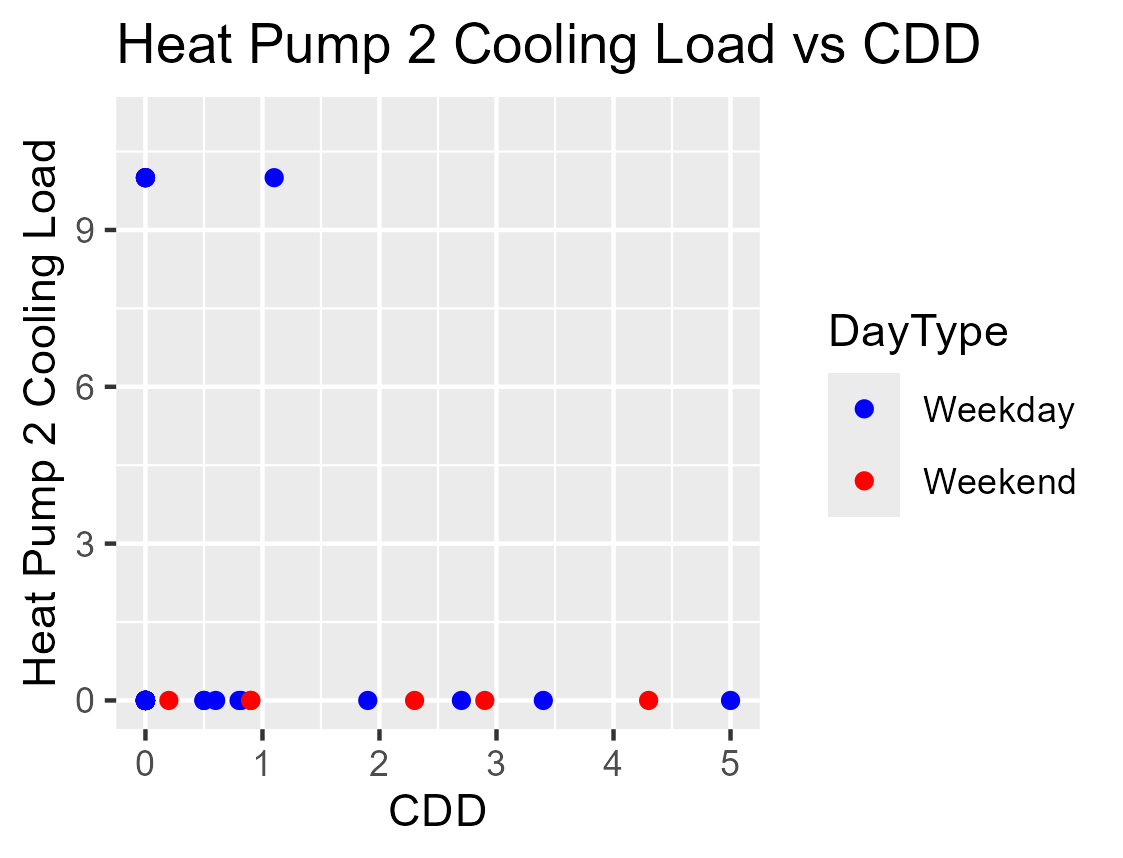 Heat Pump 2 Cooling Load vs CDD
Heat Pump 2 Cooling Load
9
6
3
0
0 1 2 3 4 5
CDD
DayType
Weekday
Weekend